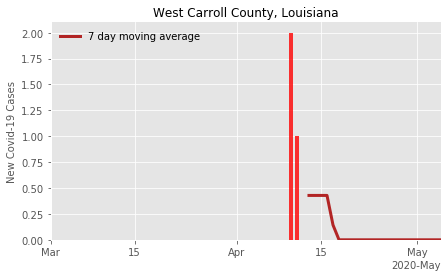 West Carroll County, Louisiana
7 day moving average
New Covid-19 Cases
2.00
1.75
1.50
1.25
1.00
0.75
0.50
0.25
0.00
Mar
15
Apr
15
May
2020-May